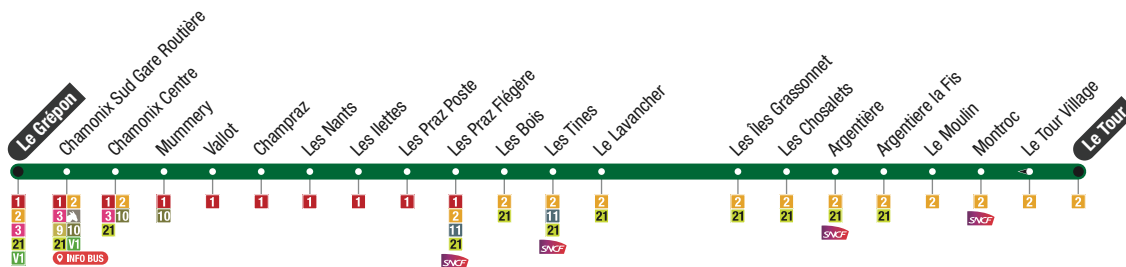 Le Grépon
Chamonix Sud Gare Routière
Chamonix Centre
Mummery
Vallot
Champraz
Les Nants
Les Ilettes
Les Praz Poste
Les Praz Flégère
Les Bois
Les Tines
Le Lavancher
Les Îles Grassonnet
Les Chosalets
Argentière
Argentiere la Fis
Le Moulin
Montroc
Le Tour Village
Le Tour
1 1 2 1 2 1 1 1 1 1 1 1 1 2 2 2 2 2 2 2 2 2 2 2
2 3 3 10 10 2 21 11 21 21 21 21 21 SNCF
3 9 10 21 11 21 SNCF
21 21 V1 21 SNCF
V1 INFO BUS SNCF